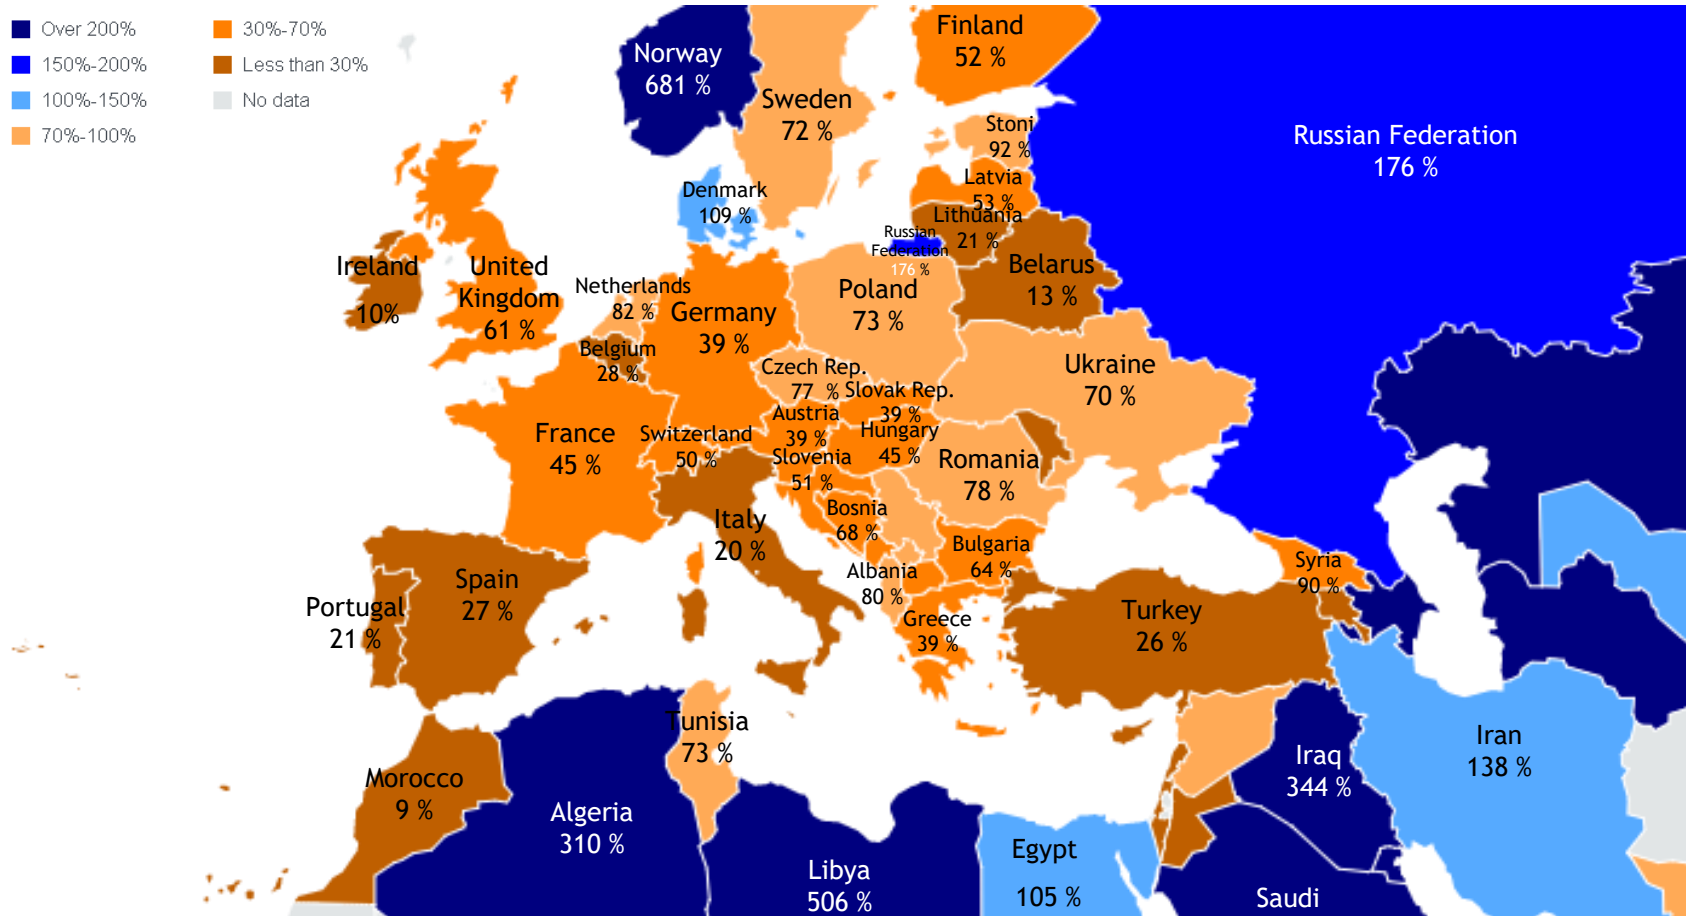 Over 200%
150%-200%
100%-150%
70%-100%
30%-70%
Less than 30%
No data
Norway
681 %
Finland
52 %
Sweden
72 %
Stoni
92 %
Russian Federation
176 %
Latvia
53 %
Denmark
109 %
Lithuania
21 %
Russian
Federation
176 %
Belarus
13 %
Ireland
10%
United
Kingdom
61 %
Netherlands
82 %
Germany
39 %
Poland
73 %
Belgium
28 %
Czech Rep.
77 %
Slovak Rep.
39 %
Ukraine
70 %
Austria
39 %
Hungary
45 %
France
45 %
Switzerland
50 %
Slovenia
51 %
Romania
78 %
Bosnia
68 %
Italy
20 %
Bulgaria
64 %
Albania
80 %
Syria
90 %
Spain
27 %
Portugal
21 %
Greece
39 %
Turkey
26 %
Tunisia
73 %
Morocco
9 %
Algeria
310 %
Libya
506 %
Egypt
105 %
Iraq
344 %
Iran
138 %
Saudi